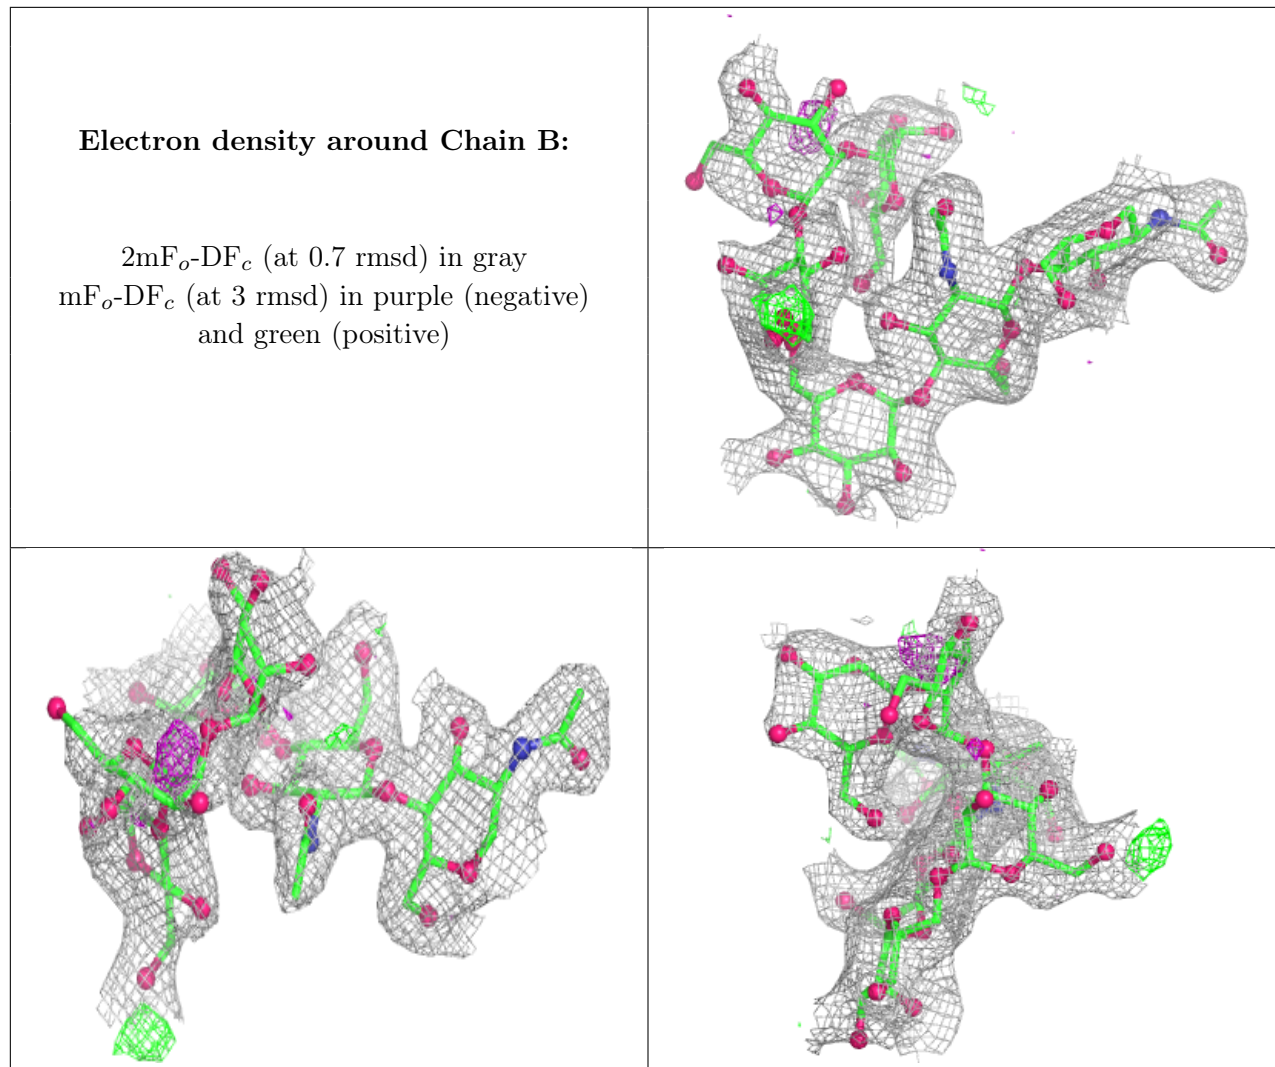 Electron density around Chain B:
2mFₒ-DF𝒸 (at 0.7 rmsd) in gray
mFₒ-DF𝒸 (at 3 rmsd) in purple (negative)
and green (positive)